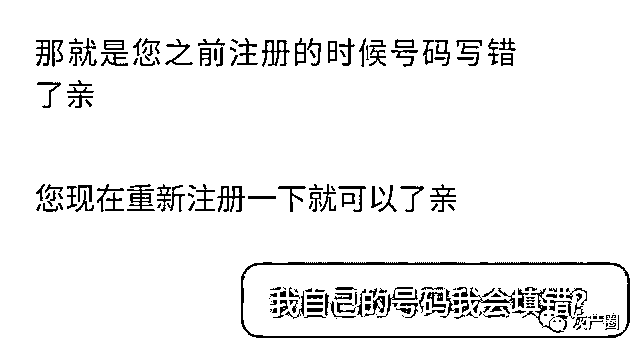 那就是您之前注册的时候号码写错
了亲
您现在重新注册一下就可以了亲
我自己的号码我会填错?
灰产圈